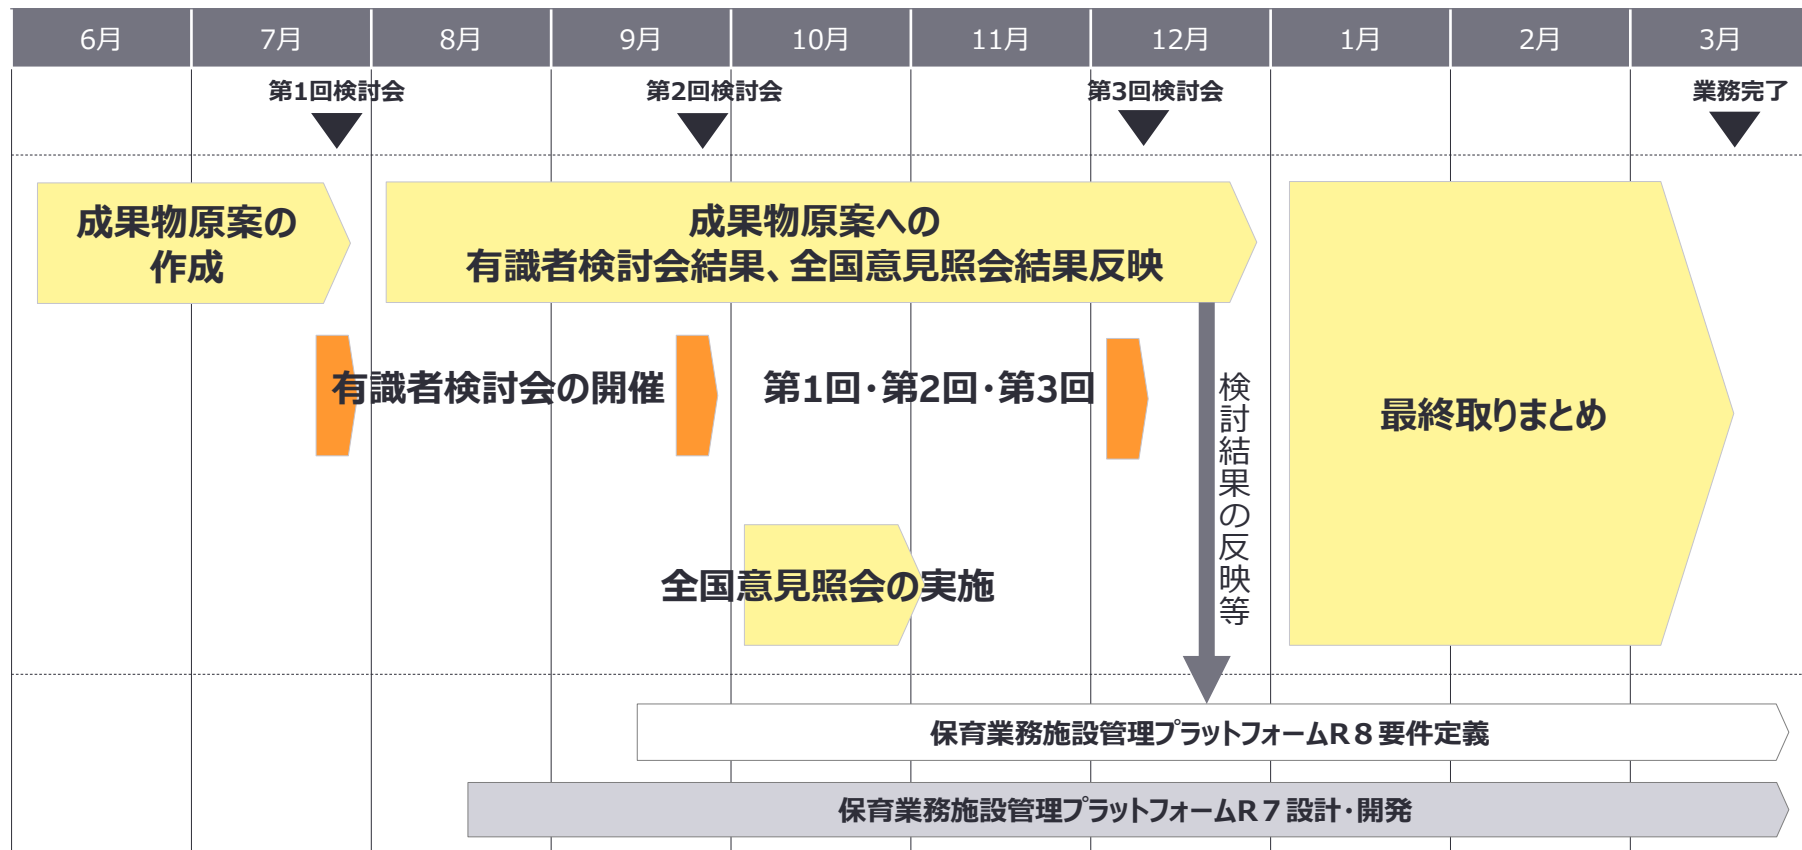 6月
7月
8月
9月
10月
11月
12月
1月
2月
3月
第1回検討会
第2回検討会
第3回検討会
業務完了
成果物原案の
作成
成果物原案への
有識者検討会結果、全国意見照会結果反映
有識者検討会の開催
第1回・第2回・第3回
検討結果の反映等
最終取りまとめ
全国意見照会の実施
保育業務施設管理プラットフォームR８要件定義
保育業務施設管理プラットフォームR７設計・開発